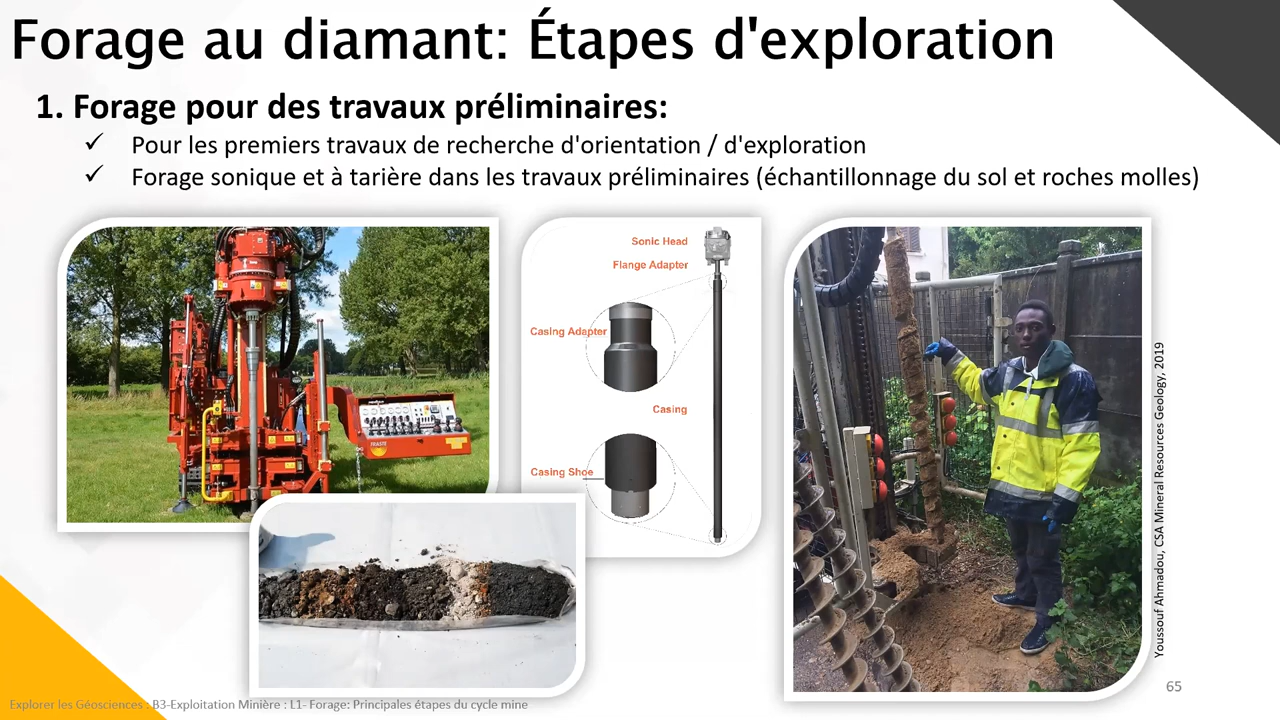 Forage au diamant: Étapes d'exploration
1. Forage pour des travaux préliminaires:
✓ Pour les premiers travaux de recherche d'orientation / d'exploration
✓ Forage sonique et à tarière dans les travaux préliminaires (échantillonnage du sol et roches molles)
Sonic Head
Flange Adapter
Casing Adapter
Casing
Casing Shoe
FRASTE
Youssouf Ahmadou, CSA Mineral Resources Geology, 2019
65
Explorer les Géosciences : B3-Exploitation Minière : L1- Forage: Principales étapes du cycle mine